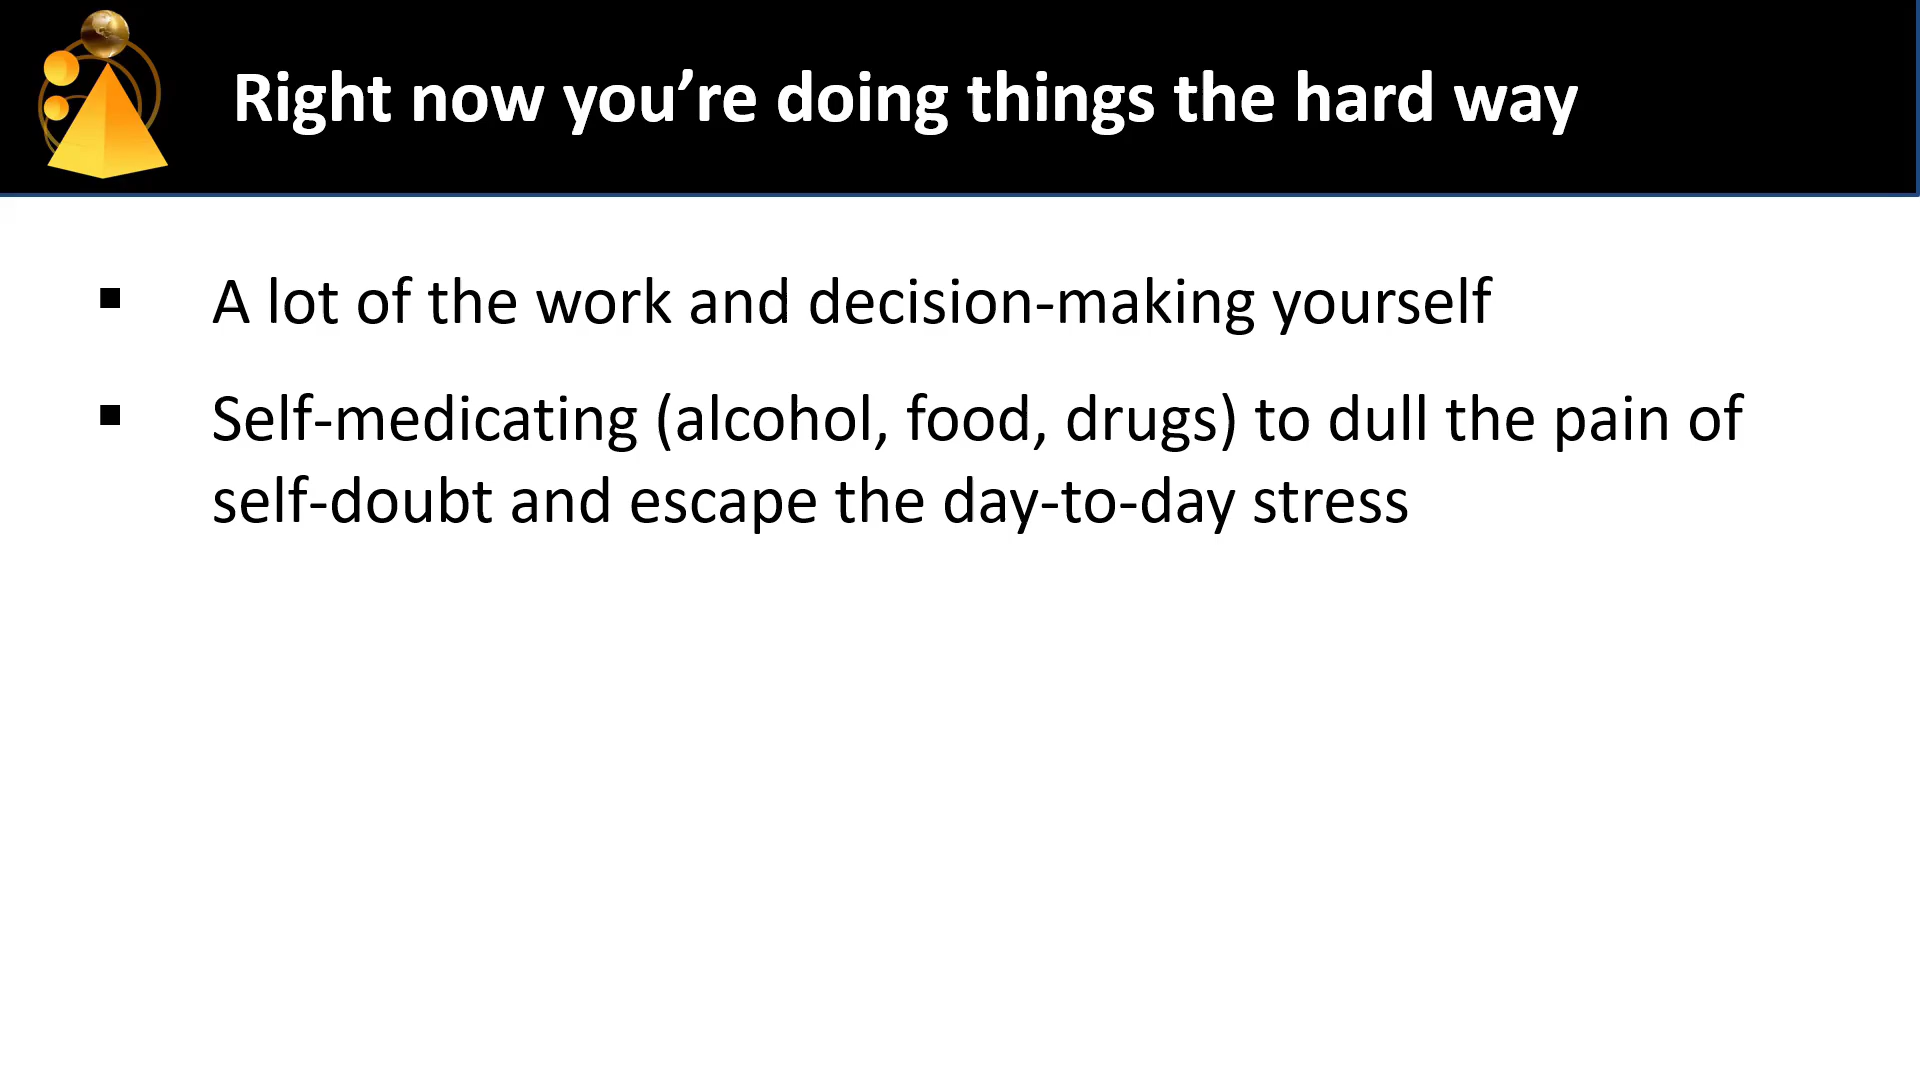 Right now you’re doing things the hard way
▪ A lot of the work and decision-making yourself
▪ Self-medicating (alcohol, food, drugs) to dull the pain of
self-doubt and escape the day-to-day stress